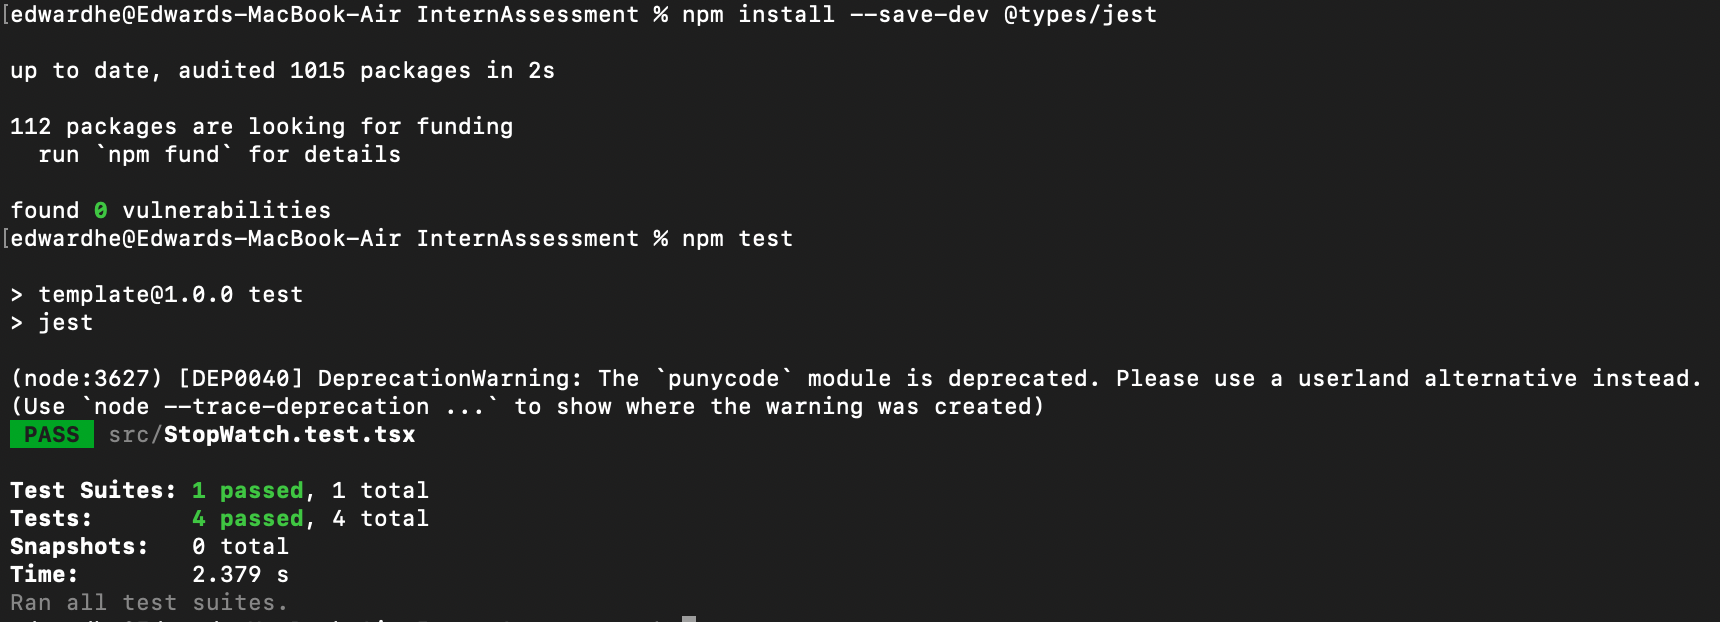 [edwardhe@Edwards-MacBook-Air InternAssessment % npm install --save-dev @types/jest
up to date, audited 1015 packages in 2s
112 packages are looking for funding
  run `npm fund` for details
found 0 vulnerabilities
[edwardhe@Edwards-MacBook-Air InternAssessment % npm test
> template@1.0.0 test
> jest
(node:3627) [DEP0040] DeprecationWarning: The `punycode` module is deprecated. Please use a userland alternative instead.
(Use `node --trace-deprecation ...` to show where the warning was created)
PASS src/StopWatch.test.tsx
Test Suites: 1 passed, 1 total
Tests:       4 passed, 4 total
Snapshots:   0 total
Time:        2.379 s
Ran all test suites.